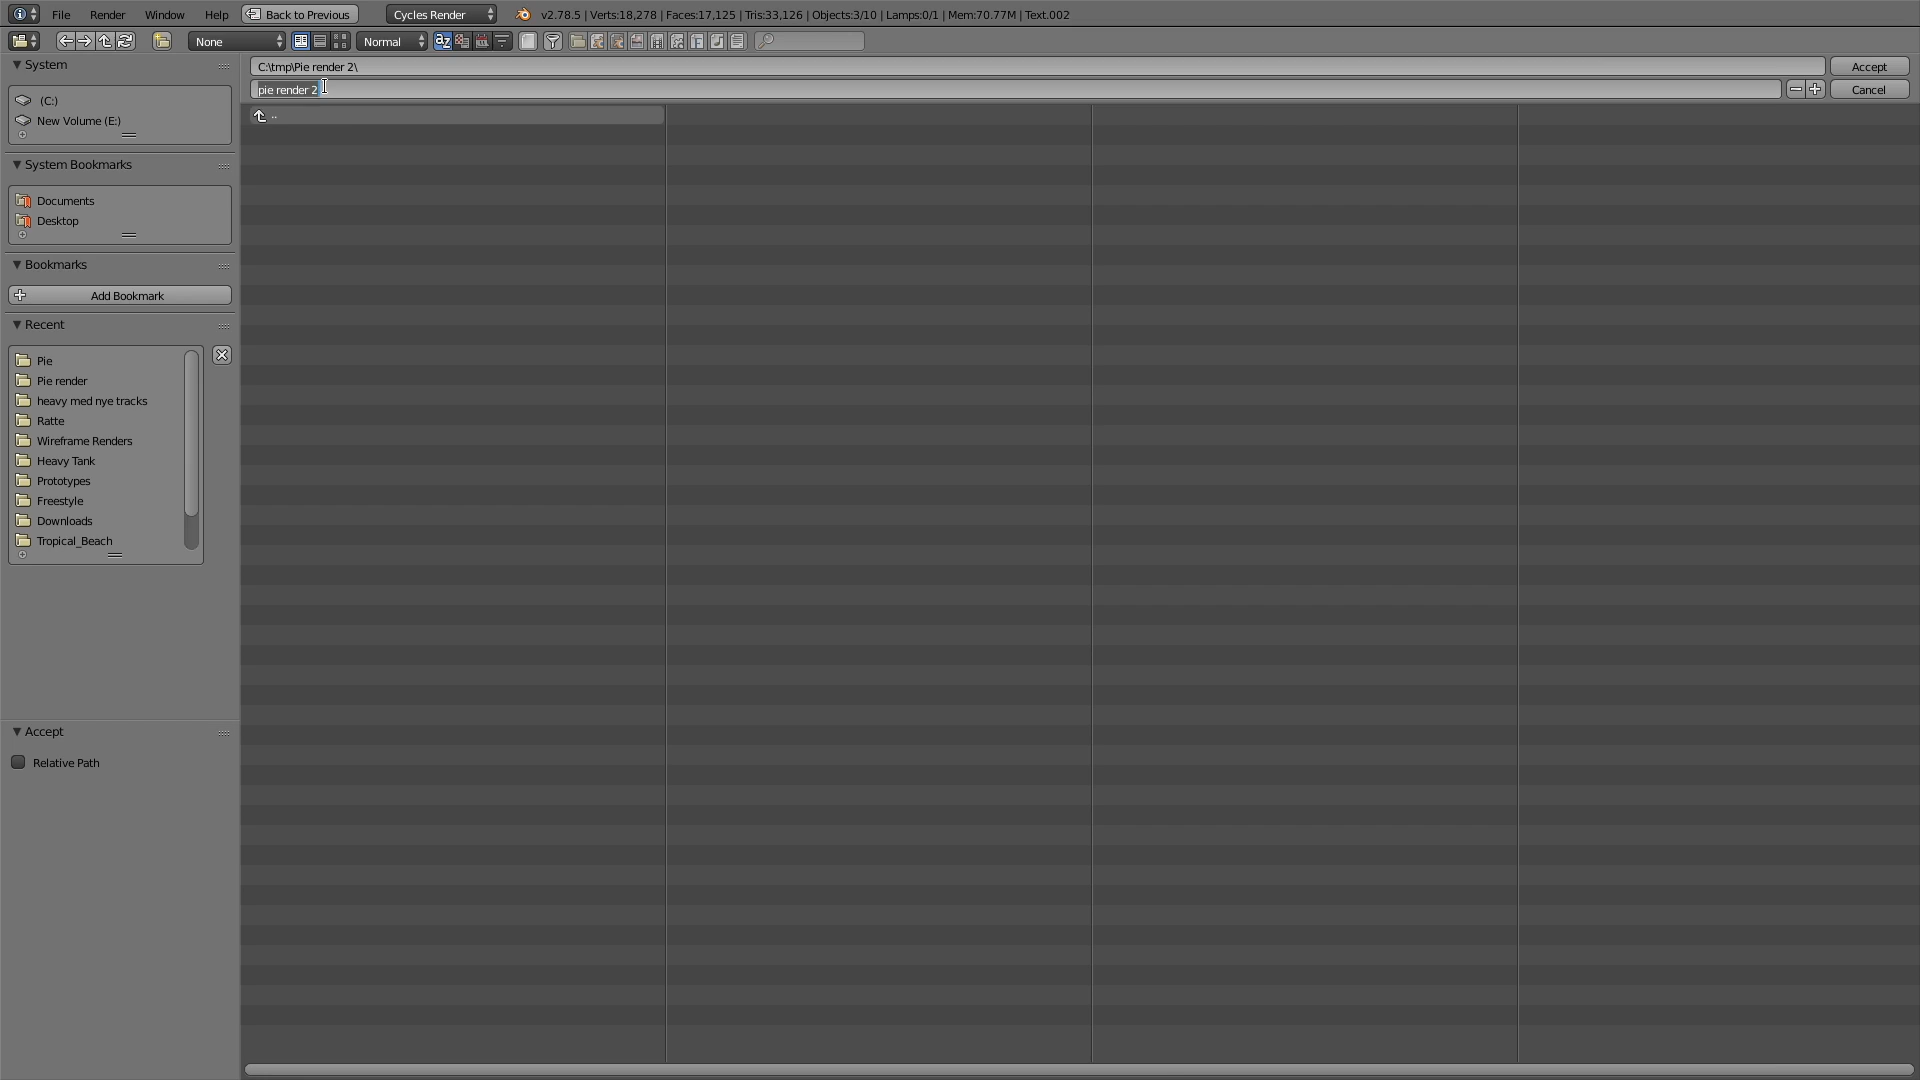 File Render Window Help Back to Previous Cycles Render v2.78.5 | Verts:18,278 | Faces:17,125 | Tris:33,126 | Objects:3/10 | Lamps:0/1 | Mem:70.77M | Text.002
None Normal
System
(C:)
New Volume (E:)
System Bookmarks
Documents
Desktop
Bookmarks
Add Bookmark
Recent
Pie
Pie render
heavy med nye tracks
Ratte
Wireframe Renders
Heavy Tank
Prototypes
Freestyle
Downloads
Tropical_Beach
Accept
Relative Path
C:\tmp\Pie render 2\
Accept
pie render 2
Cancel
..